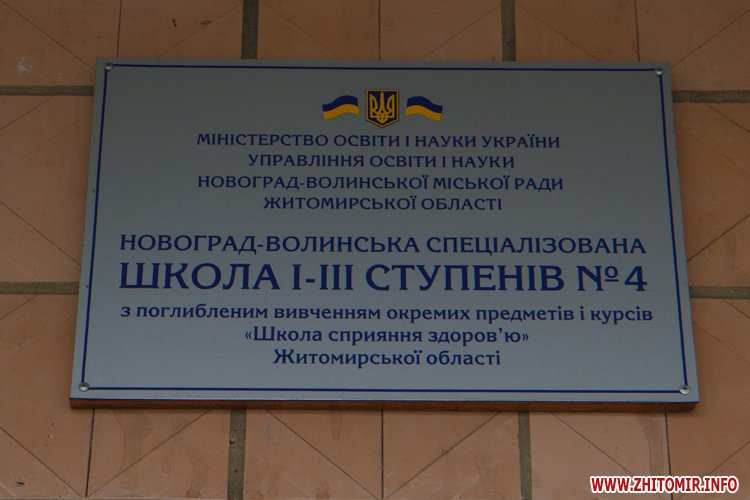 МІНІСТЕРСТВО ОСВІТИ І НАУКИ УКРАЇНИ
УПРАВЛІННЯ ОСВІТИ І НАУКИ
НОВОГРАД-ВОЛИНСЬКОЇ МІСЬКОЇ РАДИ
ЖИТОМИРСЬКОЇ ОБЛАСТІ
НОВОГРАД-ВОЛИНСЬКА СПЕЦІАЛІЗОВАНА
ШКОЛА І-ІІІ СТУПЕНІВ №4
з поглибленим вивченням окремих предметів і курсів
«Школа сприяння здоров’ю»
Житомирської області
WWW.ZHITOMIR.INFO